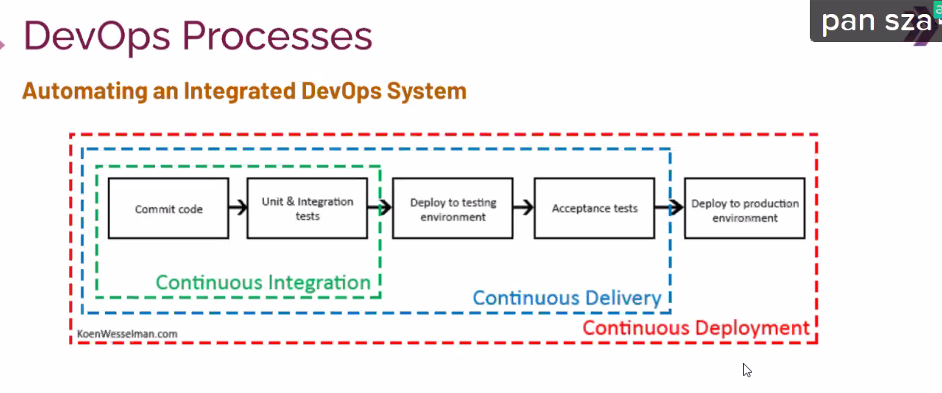 DevOps Processes
pan sza
Automating an Integrated DevOps System
Commit code
Unit & Integration
tests
Deploy to testing
environment
Acceptance tests
Deploy to production
environment
Continuous Integration
Continuous Delivery
Continuous Deployment
KoenWesselman.com